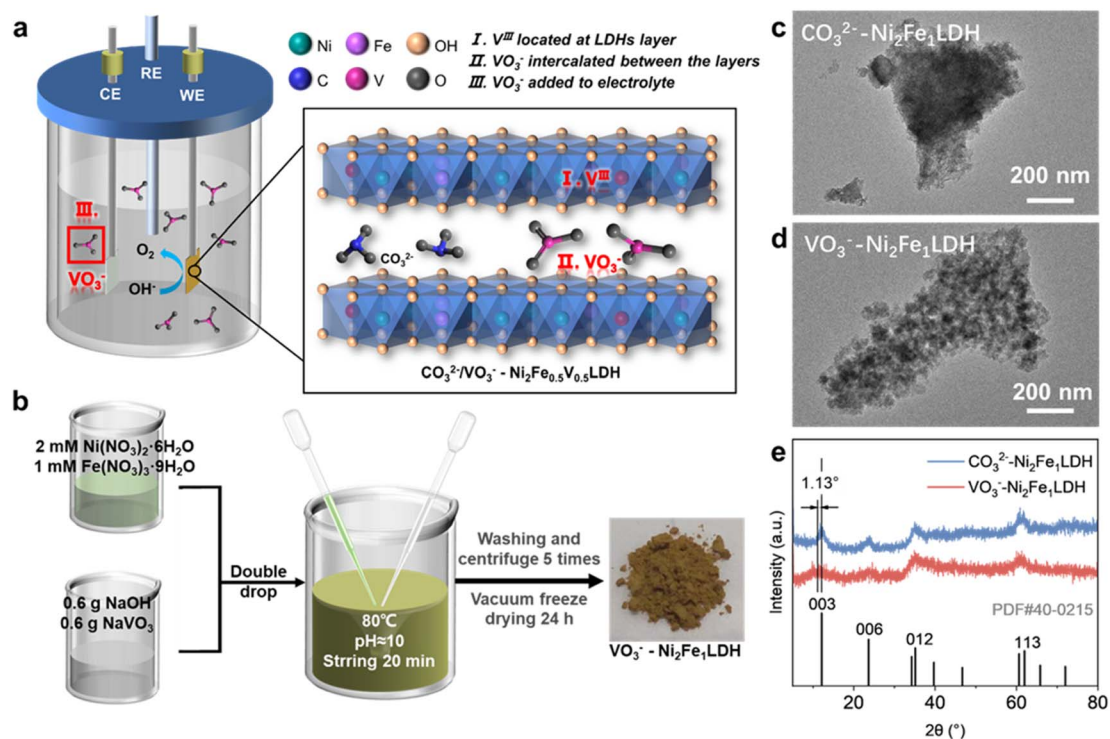 a
RE
CE
WE
III.
VO₃⁻
O₂
OH⁻
Ni
Fe
OH
C
V
O
I. Vᴵᴵᴵ located at LDHs layer
II. VO₃⁻ intercalated between the layers
III. VO₃⁻ added to electrolyte
I. Vᴵᴵᴵ
CO₃²⁻
II. VO₃⁻
CO₃²⁻/VO₃⁻ - Ni₂Fe₀.₅V₀.₅LDH
b
2 mM Ni(NO₃)₂·6H₂O
1 mM Fe(NO₃)₃·9H₂O
0.6 g NaOH
0.6 g NaVO₃
Double
drop
80℃
pH≈10
Strring 20 min
Washing and
centrifuge 5 times
Vacuum freeze
drying 24 h
VO₃⁻ - Ni₂Fe₁LDH
c
CO₃²⁻-Ni₂Fe₁LDH
200 nm
d
VO₃⁻-Ni₂Fe₁LDH
200 nm
e
1.13°
CO₃²⁻-Ni₂Fe₁LDH
VO₃⁻-Ni₂Fe₁LDH
Intensity (a.u.)
003
PDF#40-0215
006
012
113
20
40
60
80
2θ (°)